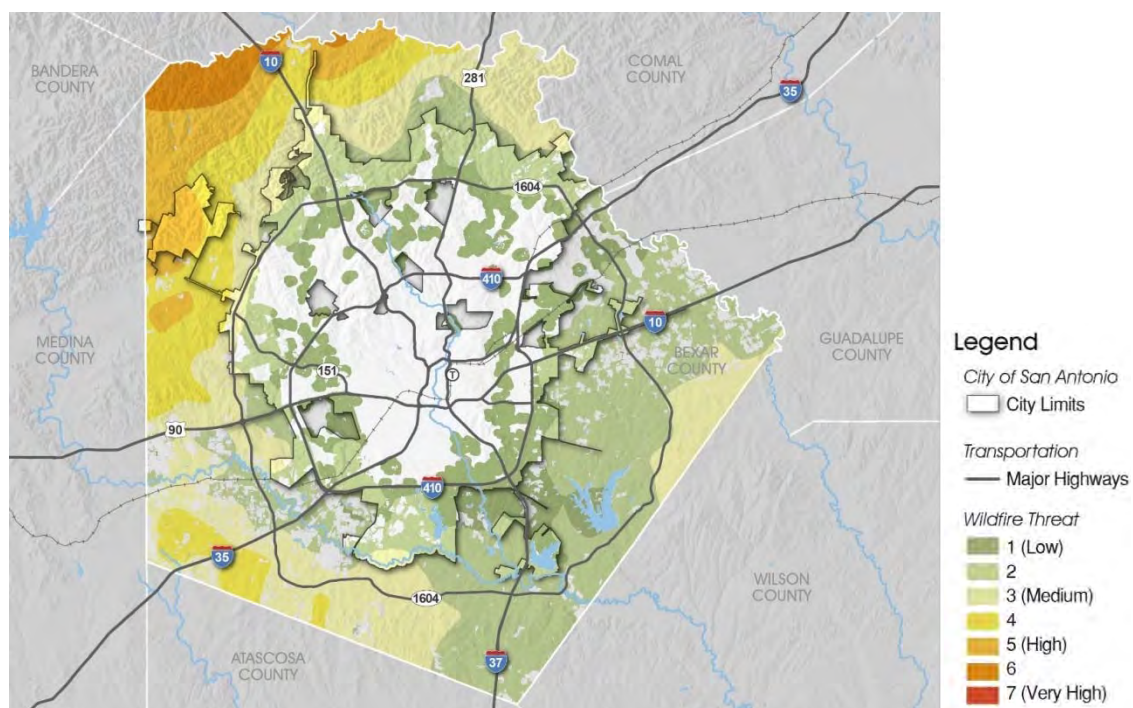 BANDERA
COUNTY
10
281
COMAL
COUNTY
35
1604
410
10
MEDINA
COUNTY
151
T
BEXAR
COUNTY
GUADALUPE
COUNTY
90
410
35
1604
WILSON
COUNTY
ATASCOSA
COUNTY
37
Legend
City of San Antonio
City Limits
Transportation
Major Highways
Wildfire Threat
1 (Low)
2
3 (Medium)
4
5 (High)
6
7 (Very High)